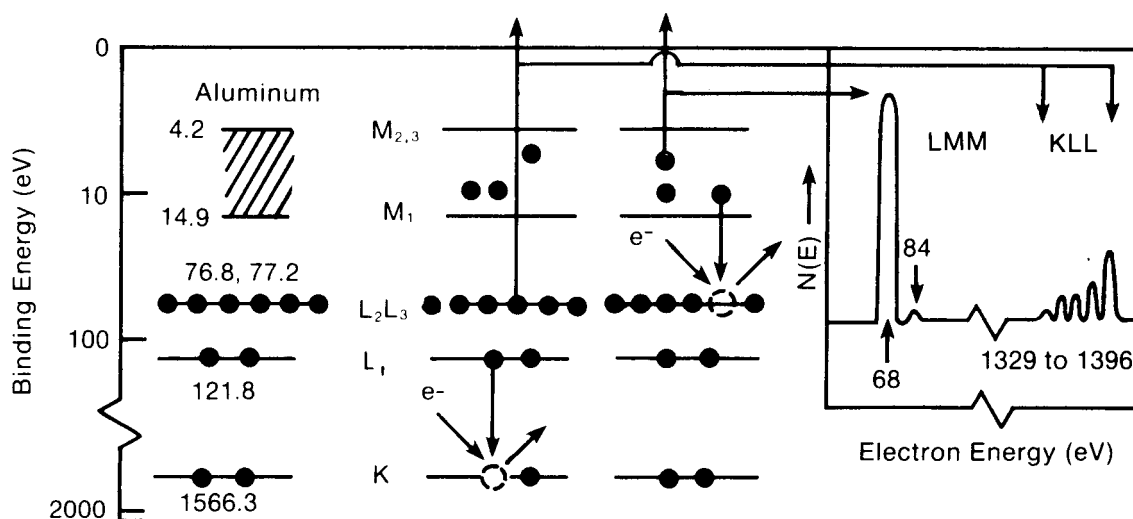 Binding Energy (eV)
0
10
100
2000
Aluminum
4.2
14.9
76.8, 77.2
121.8
1566.3
M2,3
M1
L2L3
L1
K
e-
e-
N(E)
LMM
KLL
84
68
1329 to 1396
Electron Energy (eV)